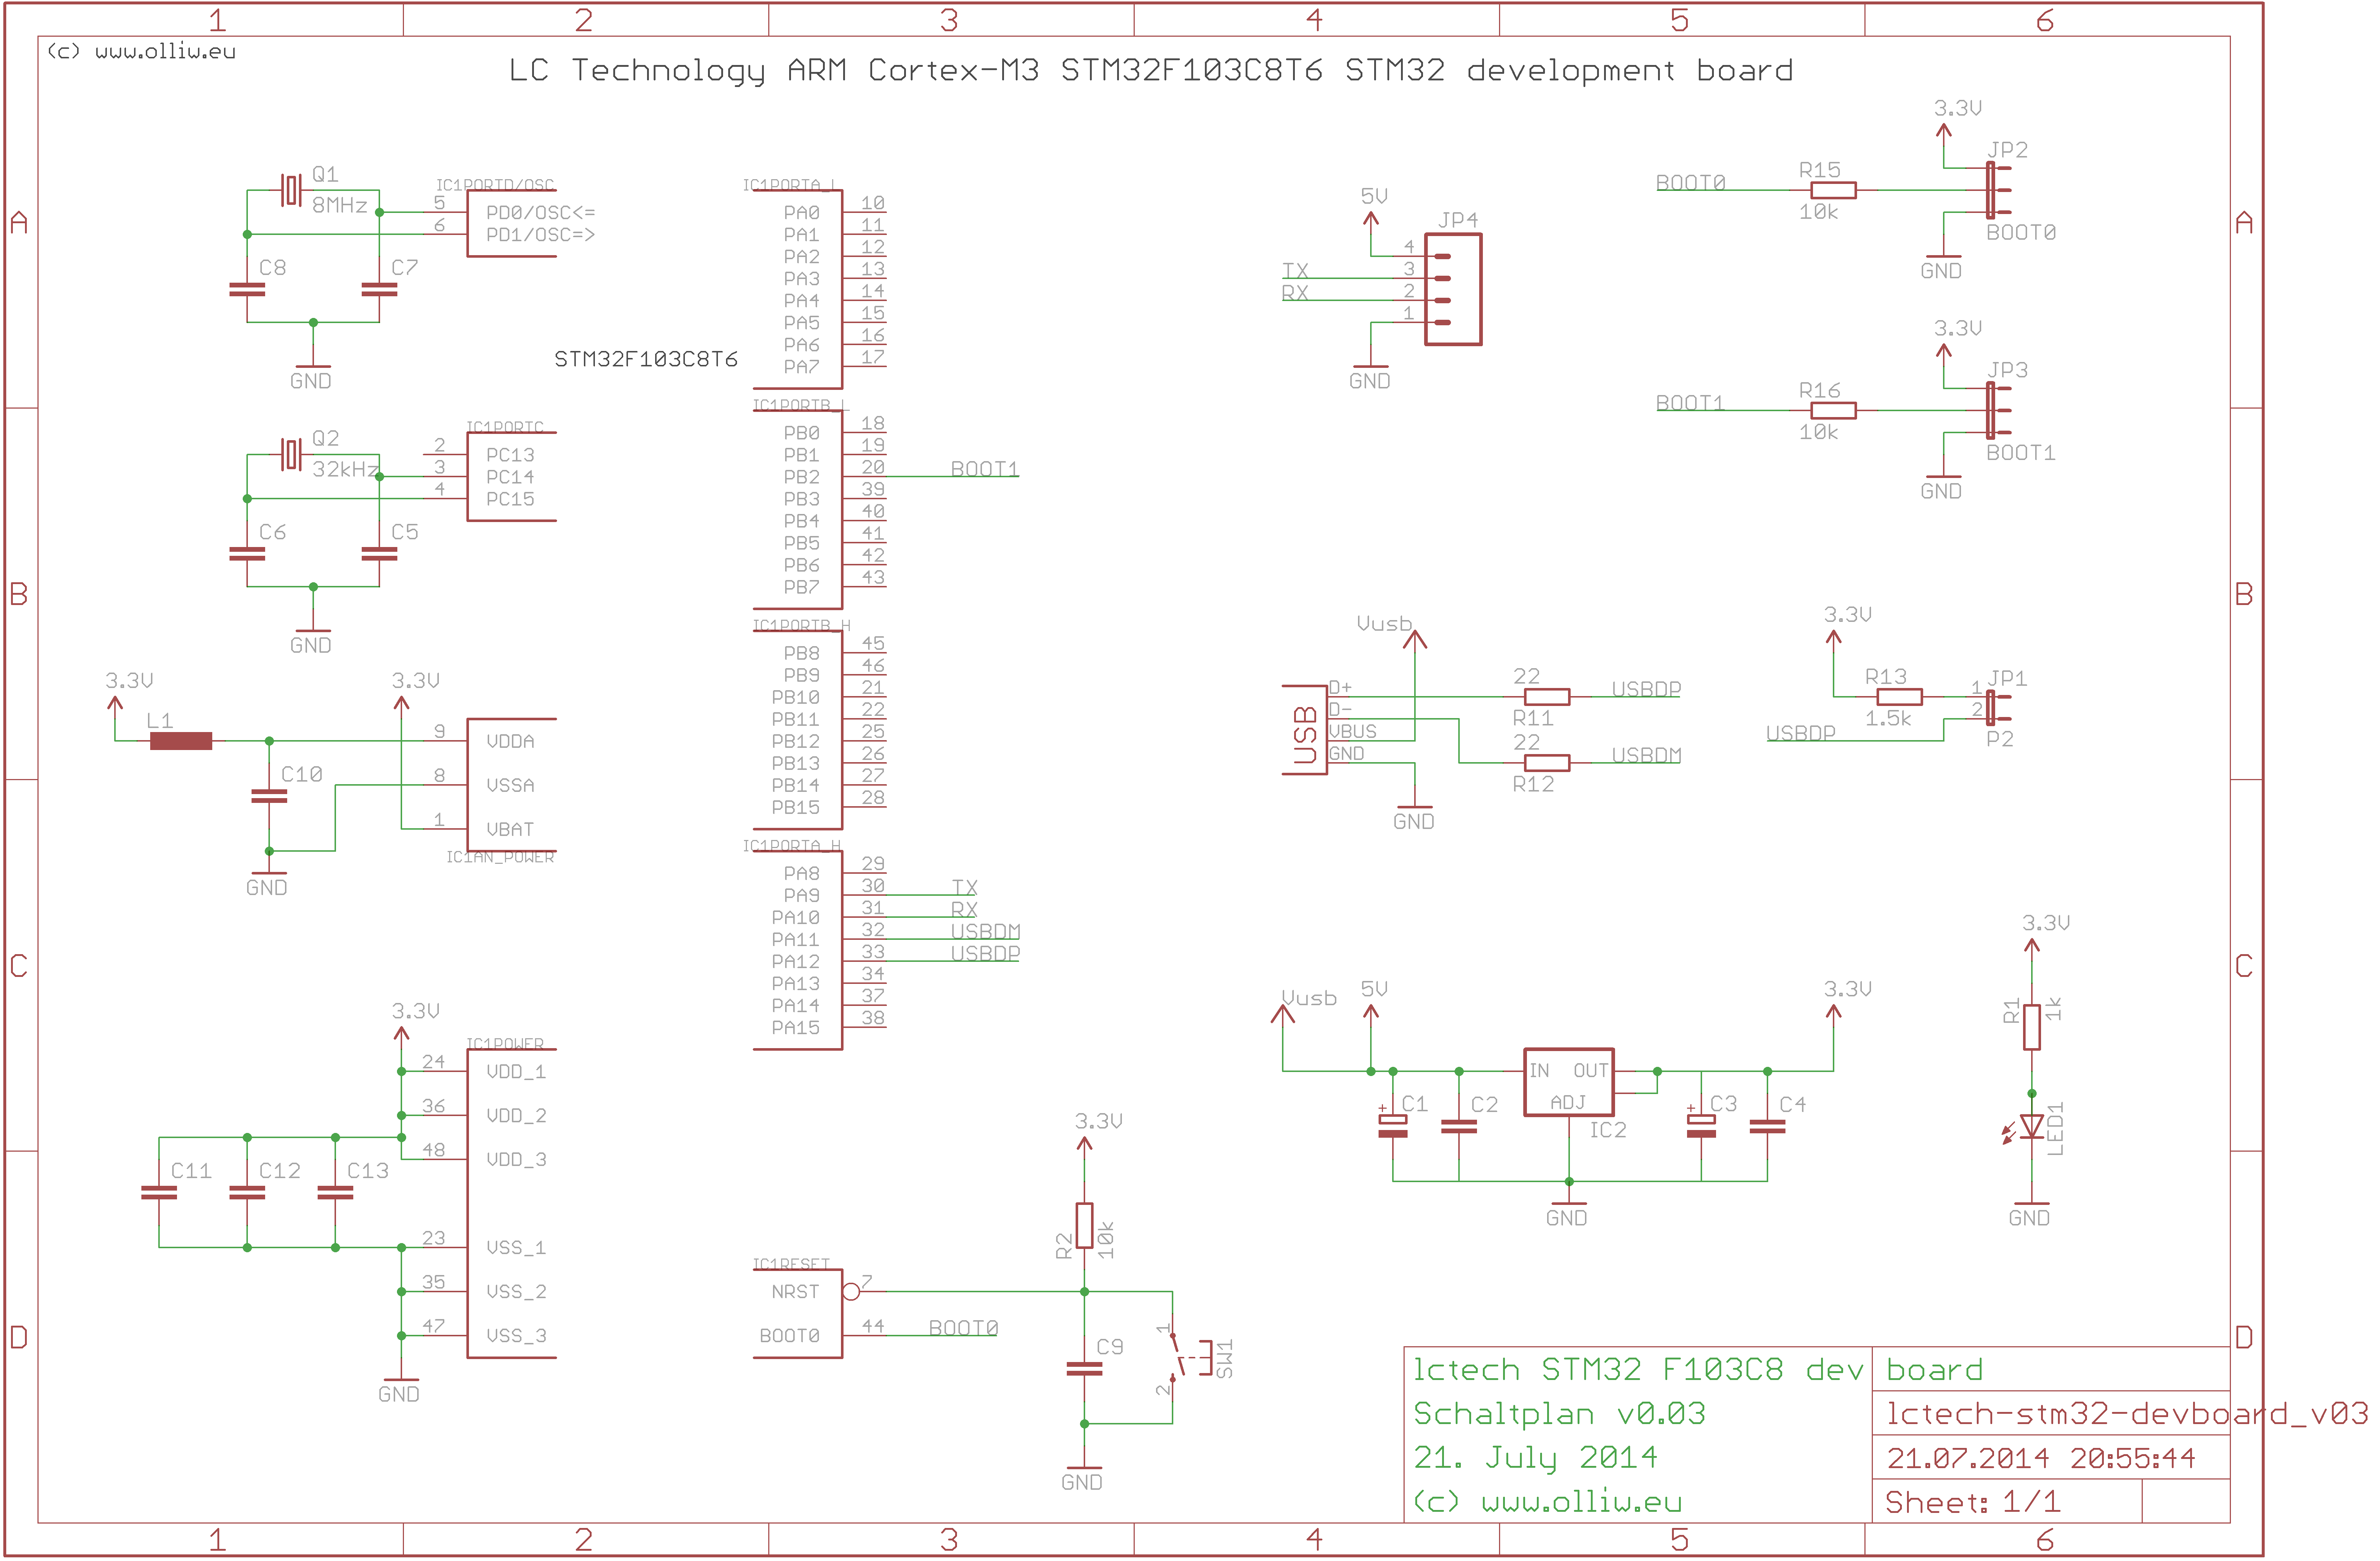 1 2 3 4 5 6
(c) www.olliw.eu
LC Technology ARM Cortex-M3 STM32F103C8T6 STM32 development board
A
A
Q1
8MHz
C8
C7
GND
IC1PORTD/OSC
5 PD0/OSC<=
6 PD1/OSC=>
STM32F103C8T6
IC1PORTA_L
PA0 10
PA1 11
PA2 12
PA3 13
PA4 14
PA5 15
PA6 16
PA7 17
5V
JP4
4
TX 3
RX 2
1
GND
3.3V
JP2
BOOT0
R15
10k
BOOT0
GND
3.3V
JP3
BOOT1
R16
10k
BOOT1
GND
B
B
Q2
32kHz
C6
C5
GND
IC1PORTC
2 PC13
3 PC14
4 PC15
IC1PORTB_L
PB0 18
PB1 19
PB2 20 BOOT1
PB3 39
PB4 40
PB5 41
PB6 42
PB7 43
IC1PORTB_H
PB8 45
PB9 46
PB10 21
PB11 22
PB12 25
PB13 26
PB14 27
PB15 28
3.3V
L1
C10
GND
3.3V
9 VDDA
8 VSSA
1 VBAT
IC1AN_POWER
Vusb
USB
D+
D-
VBUS
GND
22
R11
USBDP
22
R12
USBDM
GND
3.3V
R13
1.5k
JP1
1
2
USBDP
P2
C
C
IC1PORTA_H
PA8 29
PA9 30 TX
PA10 31 RX
PA11 32 USBDM
PA12 33 USBDP
PA13 34
PA14 37
PA15 38
3.3V
IC1POWER
24 VDD_1
36 VDD_2
48 VDD_3
23 VSS_1
35 VSS_2
47 VSS_3
C11
C12
C13
GND
Vusb
5V
3.3V
IN OUT
ADJ
IC2
+ C1
C2
+ C3
C4
GND
3.3V
R1
1k
LED1
GND
D
D
IC1RESET
NRST 7
BOOT0 44 BOOT0
3.3V
R2
10k
C9
1
2
SW1
GND
lctech STM32 F103C8 dev board
Schaltplan v0.03
lctech-stm32-devboard_v03
21. July 2014
21.07.2014 20:55:44
(c) www.olliw.eu
Sheet: 1/1
1 2 3 4 5 6